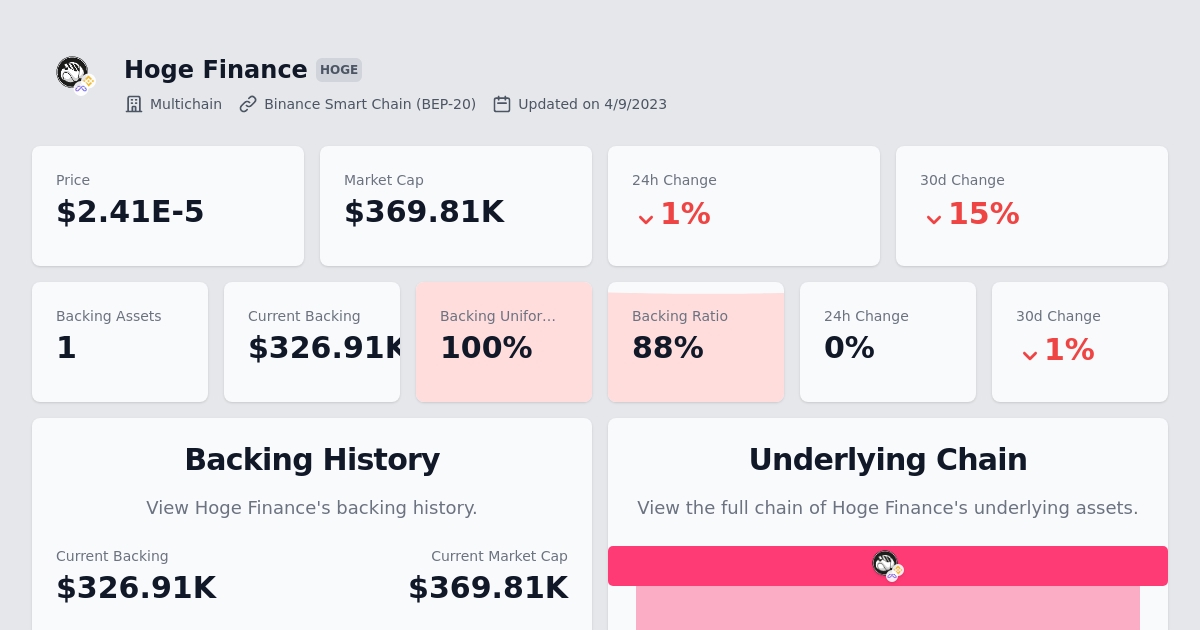 Hoge Finance HOGE
Multichain Binance Smart Chain (BEP-20) Updated on 4/9/2023
Price
$2.41E-5
Market Cap
$369.81K
24h Change
1%
30d Change
15%
Backing Assets
1
Current Backing
$326.91K
Backing Unifor...
100%
Backing Ratio
88%
24h Change
0%
30d Change
1%
Backing History
View Hoge Finance's backing history.
Current Backing
$326.91K
Current Market Cap
$369.81K
Underlying Chain
View the full chain of Hoge Finance's underlying assets.